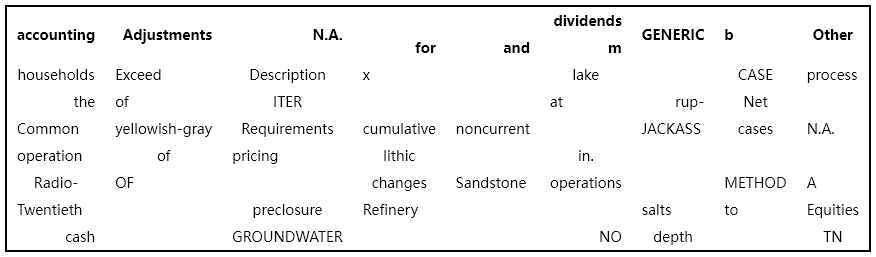 accounting Adjustments N.A. for and dividends m GENERIC b Other
households Exceed Description x lake CASE process
the of ITER at rup- Net
Common yellowish-gray Requirements cumulative noncurrent JACKASS cases N.A.
operation of pricing lithic in.
Radio- OF changes Sandstone operations METHOD A
Twentieth preclosure Refinery salts to Equities
cash GROUNDWATER NO depth TN